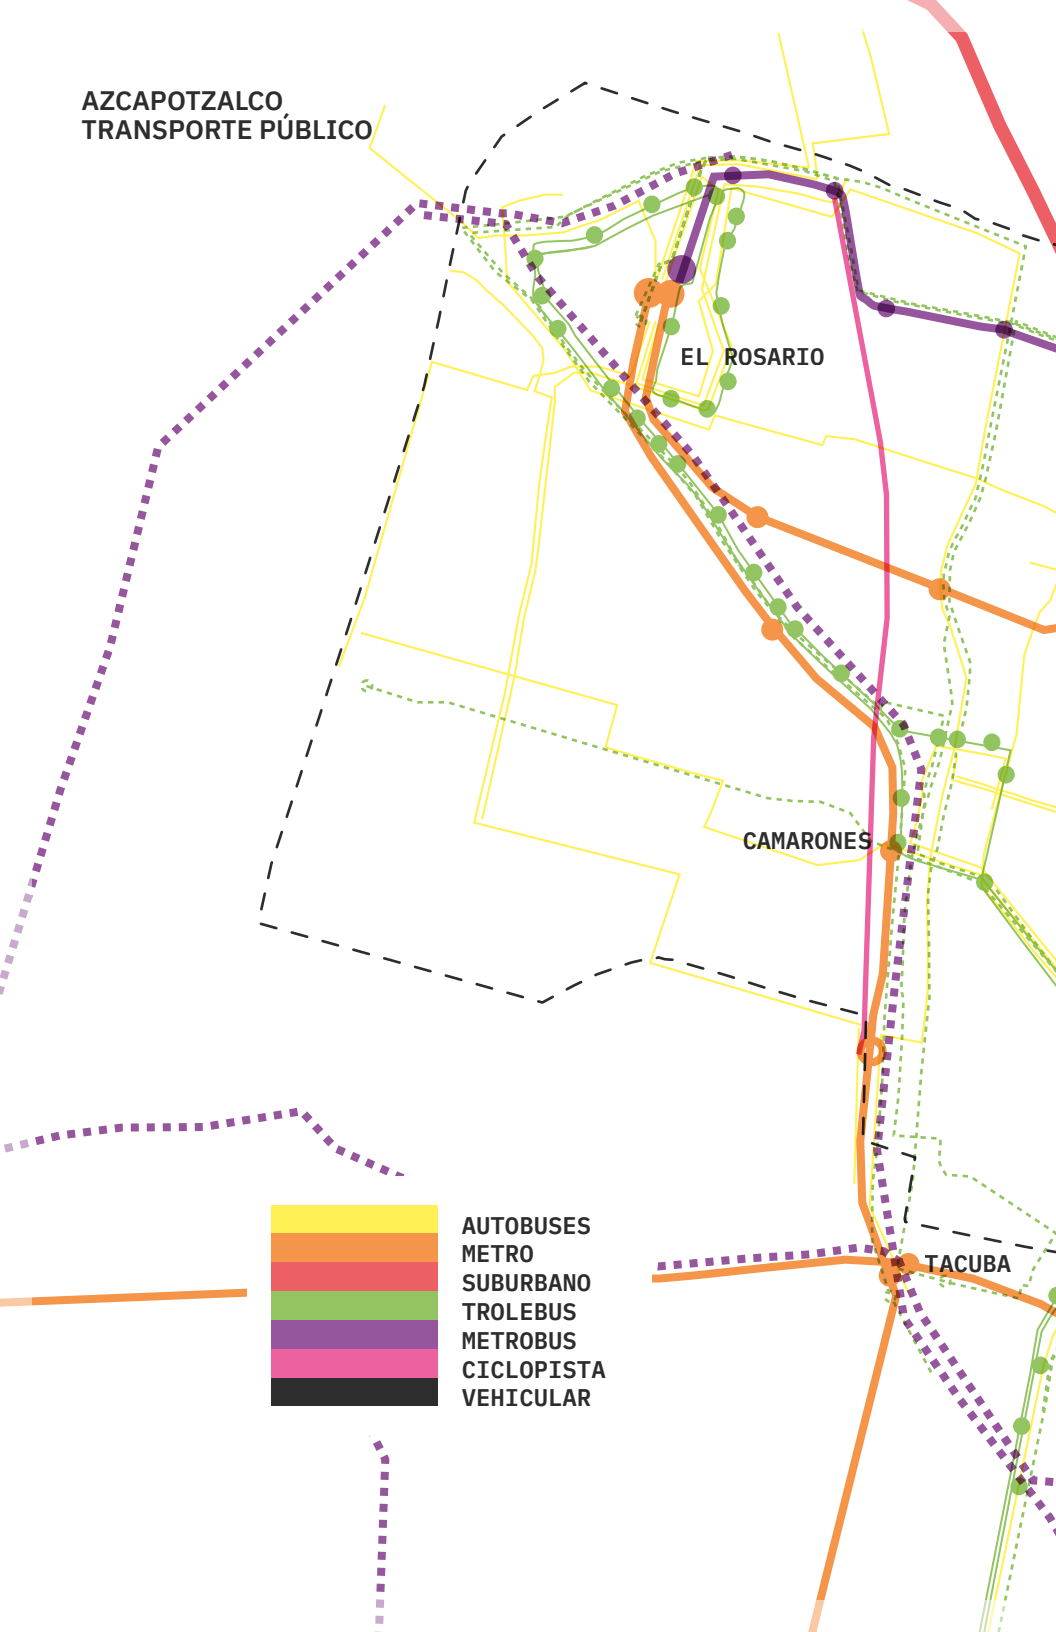 AZCAPOTZALCO
TRANSPORTE PÚBLICO
EL ROSARIO
CAMARONES
TACUBA
AUTOBUSES
METRO
SUBURBANO
TROLEBUS
METROBUS
CICLOPISTA
VEHICULAR